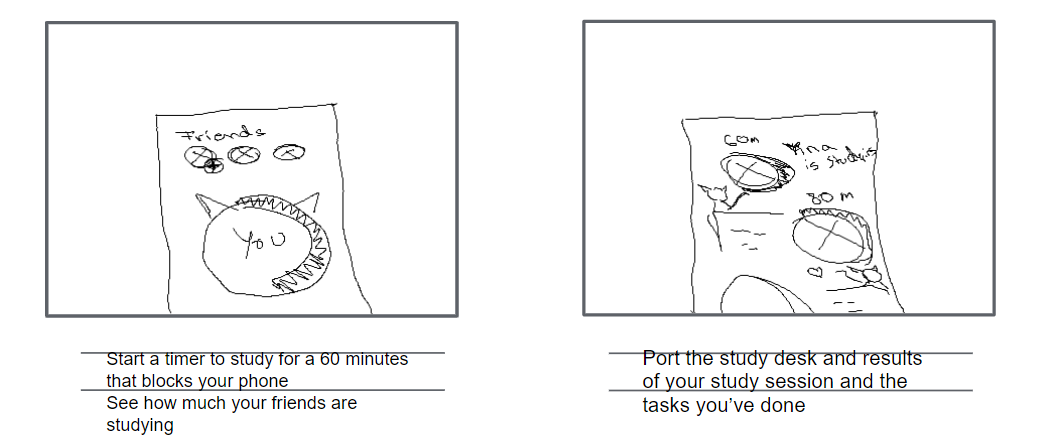 Friends
You
Start a timer to study for a 60 minutes
that blocks your phone
See how much your friends are
studying
60m
is studying
80 m
Port the study desk and results
of your study session and the
tasks you’ve done